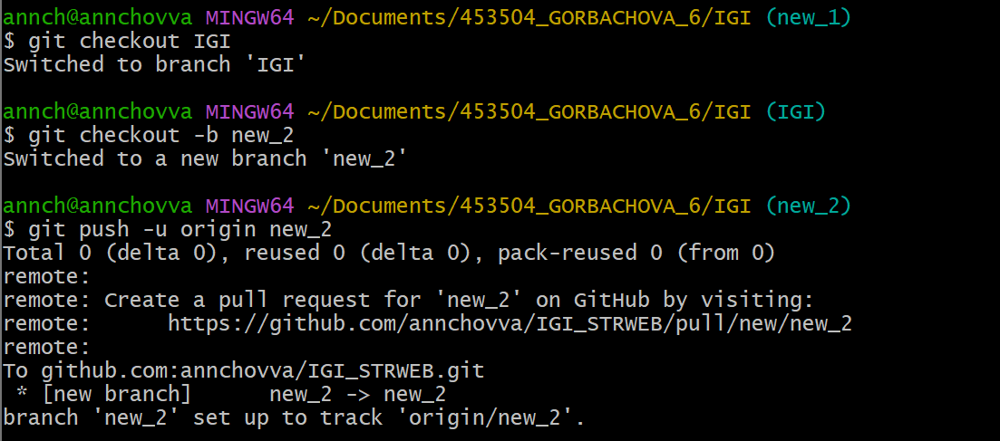 annch@annchovva MINGW64 ~/Documents/453504_GORBACHOVA_6/IGI (new_1)
$ git checkout IGI
Switched to branch 'IGI'
annch@annchovva MINGW64 ~/Documents/453504_GORBACHOVA_6/IGI (IGI)
$ git checkout -b new_2
Switched to a new branch 'new_2'
annch@annchovva MINGW64 ~/Documents/453504_GORBACHOVA_6/IGI (new_2)
$ git push -u origin new_2
Total 0 (delta 0), reused 0 (delta 0), pack-reused 0 (from 0)
remote:
remote: Create a pull request for 'new_2' on GitHub by visiting:
remote:      https://github.com/annchovva/IGI_STRWEB/pull/new/new_2
remote:
To github.com:annchovva/IGI_STRWEB.git
 * [new branch]      new_2 -> new_2
branch 'new_2' set up to track 'origin/new_2'.